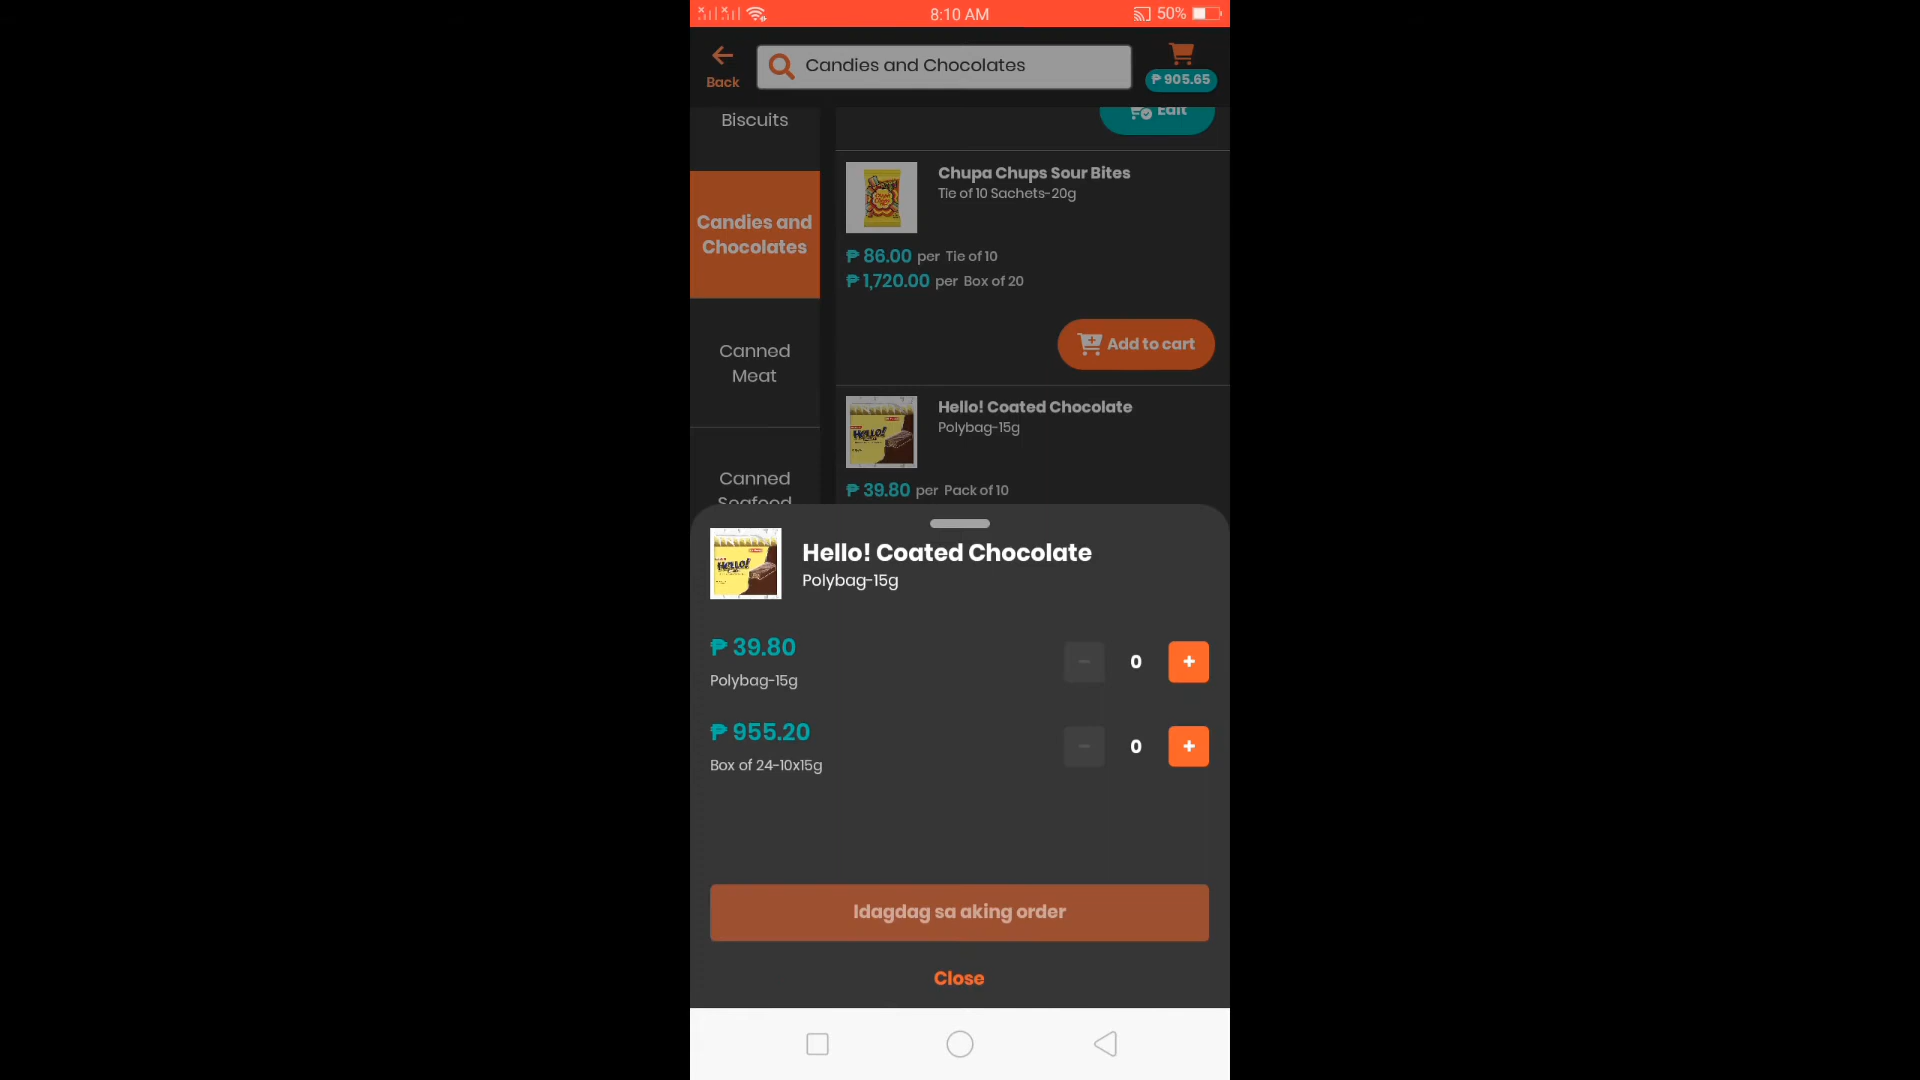 8:10 AM
50%
Back
Candies and Chocolates
₱ 905.65
Biscuits
Edit
Candies and
Chocolates
Chupa Chups Sour Bites
Tie of 10 Sachets-20g
₱ 86.00 per Tie of 10
₱ 1,720.00 per Box of 20
Add to cart
Canned
Meat
Hello! Coated Chocolate
Polybag-15g
₱ 39.80 per Pack of 10
Canned
Seafood
HELLO!
Hello! Coated Chocolate
Polybag-15g
₱ 39.80
Polybag-15g
0
₱ 955.20
Box of 24-10x15g
0
Idagdag sa aking order
Close